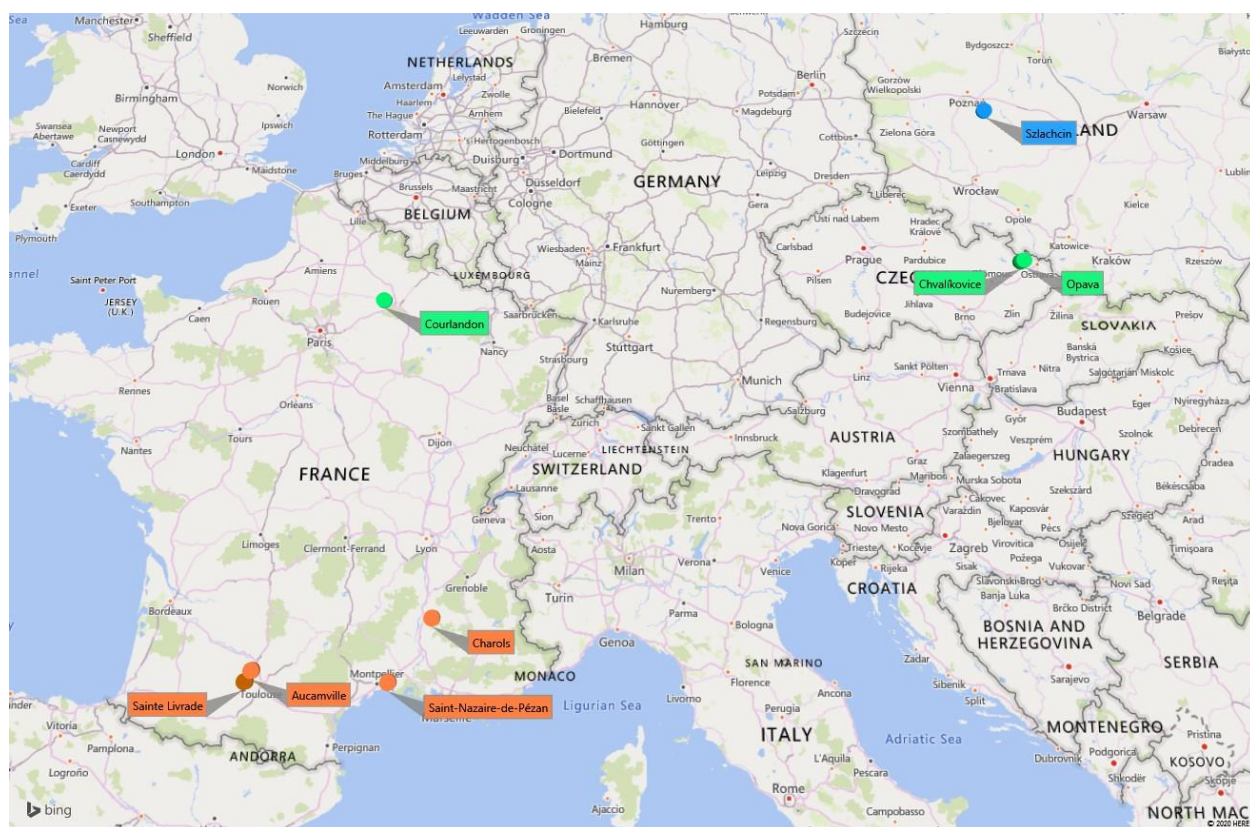 Wadden Sea
Hamburg
Manchester
Sheffield
Leeuwarden
Groningen
Szczecin
Bydgoszcz
Toruń
Bremen
NETHERLANDS
Lelystad
Berlin
Gorzów
Wielkopolski
Norwich
Amsterdam
Zwolle
Potsdam
Birmingham
Haarlem
Hannover
Magdeburg
Poznań
Warsaw
The Hague
Arnhem
Bielefeld
Swansea
Abertawe
Newport
Casnewydd
Ipswich
Rotterdam
's-Hertogenbosch
Cottbus
Zielona Góra
Szlachcin
LAND
Cardiff
Caerdydd
London
Middelburg
Duisburg
Dortmund
Göttingen
Maidstone
Bruges
Düsseldorf
Leipzig
Lublin
Southampton
Brussels
Maastricht
Cologne
GERMANY
Dresden
Wrocław
Exeter
Brighton
Lille
BELGIUM
Bonn
Gera
Liberec
Kielce
Plymouth
Usti nad Labem
Hradec
Králové
Opole
Wiesbaden
Frankfurt
Carlsbad
Katowice
Amiens
LUXEMBOURG
Mainz
Prague
Pardubice
Kraków
Rzeszów
Saint Peter Port
Rouen
Pilsen
CZEC
Ostrava
JERSEY
(U.K.)
Nuremberg
Chvalíkovice
Opava
Caen
Saarbrücken
Jihlava
Courlandon
Karlsruhe
Regensburg
Budejovice
Brno
Zlín
Žilina
Prešov
Paris
Nancy
SLOVAKIA
Stuttgart
Banská
Bystrica
Košice
Strasbourg
Linz
Sankt Pölten
Trnava
Nitra
Salgótarján
Miskolc
Rennes
Munich
Vienna
Bratislava
Orléans
Basel
Basle
Schaffhausen
Salzburg
Eger
Nyíregyháza
Győr
Budapest
Zürich
Sankt Gallen
Tours
Dijon
Neuchâtel
Lucerne
LIECHTENSTEIN
Innsbruck
AUSTRIA
Szombathely
Veszprém
Szolnok
Debrecen
Nantes
Bern
SWITZERLAND
Graz
Zalaegerszeg
HUNGARY
Oradea
FRANCE
Lausanne
Klagenfurt
Maribor
Murska Sobota
Szekszárd
Békéscsaba
Dravograd
Čakovec
Geneva
Sion
Trento
SLOVENIA
Varaždin
Kaposvár
Szeged
Nova Gorica
Novo Mesto
Bjelovar
Pécs
Arad
Limoges
Clermont-Ferrand
Lyon
Aosta
Trieste
Kočevje
Zagreb
Virovitica
Osijek
Timișoara
Milan
Verona
Venice
Koper
Rijeka
Sisak
Požega
Vukovar
Grenoble
Turin
CROATIA
Slavonski Brod
Novi Sad
Reșița
Bordeaux
Parma
Banja Luka
Brčko District
Belgrade
Charols
Bologna
BOSNIA AND
HERZEGOVINA
Genoa
Zadar
SAN MARINO
SERBIA
Montpellier
MONACO
Toulouse
Aucamville
Florence
Ancona
Šibenik
Sarajevo
Sainte Livrade
Saint-Nazaire-de-Pézan
Ligurian Sea
Livorno
Split
Marseille
Perugia
Vitoria
MONTENEGRO
Pristina
Pamplona
ANDORRA
Perpignan
ITALY
Adriatic Sea
Dubrovnik
Podgorica
KOSOVO
Logroño
L'Aquila
Pescara
Shkodër
Skopje
bing
Ajaccio
Rome
Campobasso
NORTH MAC
© 2020 HERE